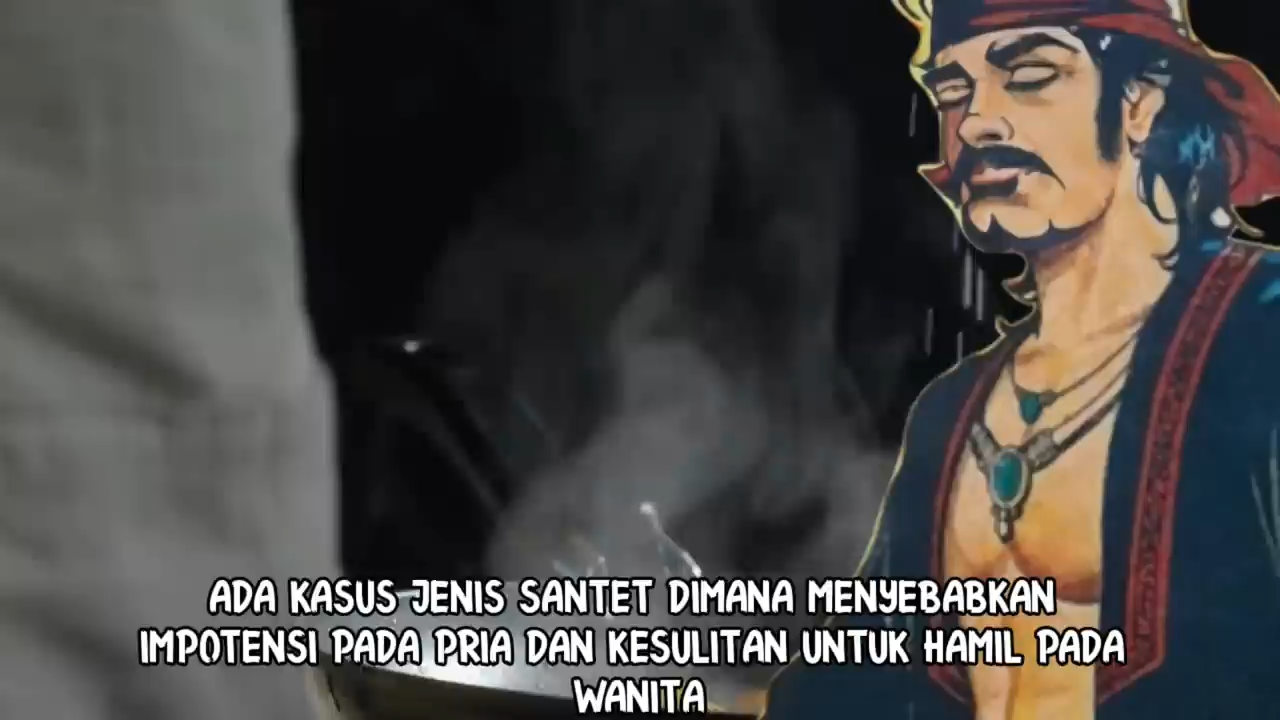 ADA KASUS JENIS SANTET DIMANA MENYEBABKAN
IMPOTENSI PADA PRIA DAN KESULITAN UNTUK HAMIL PADA
WANITA